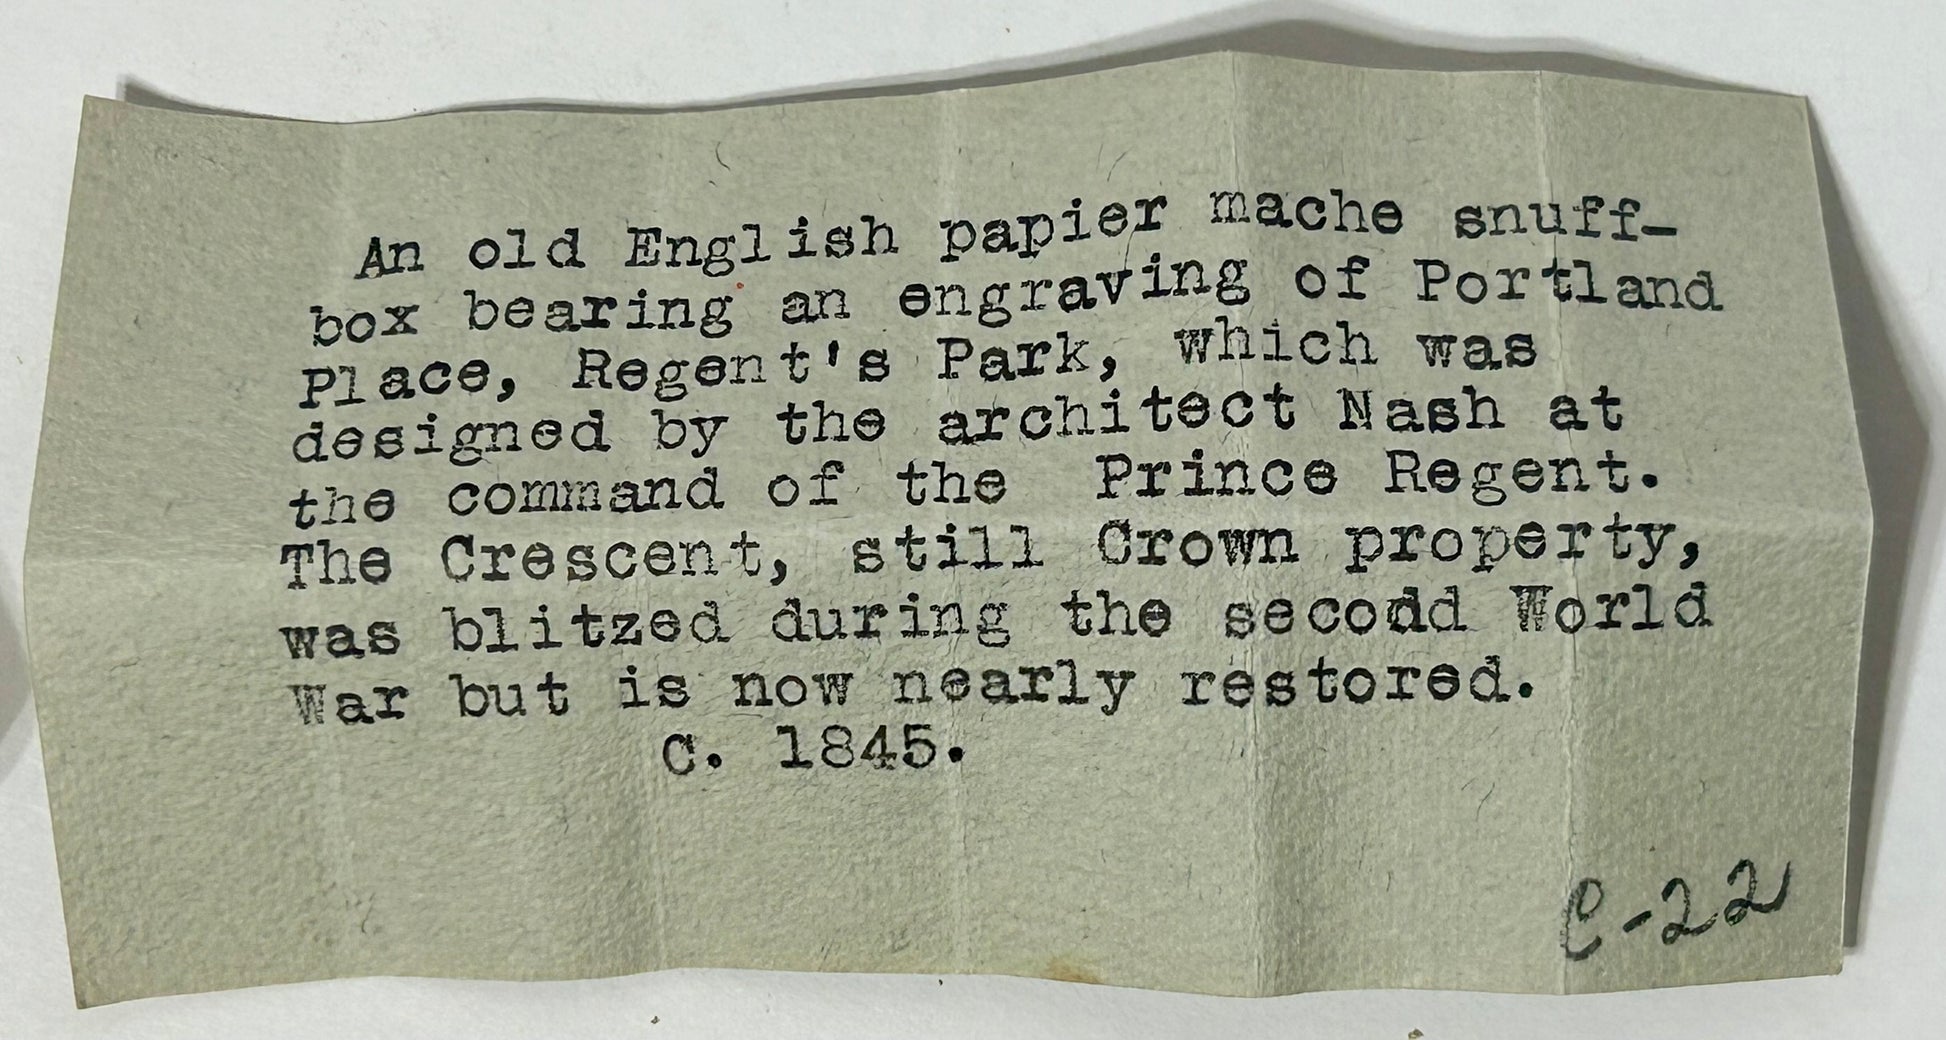 An old English papier mache snuff-
box bearing an engraving of Portland
Place, Regent's Park, which was
designed by the architect Nash at
the command of the Prince Regent.
The Crescent, still Crown property,
was blitzed during the second World
War but is now nearly restored.
C. 1845.
C-22